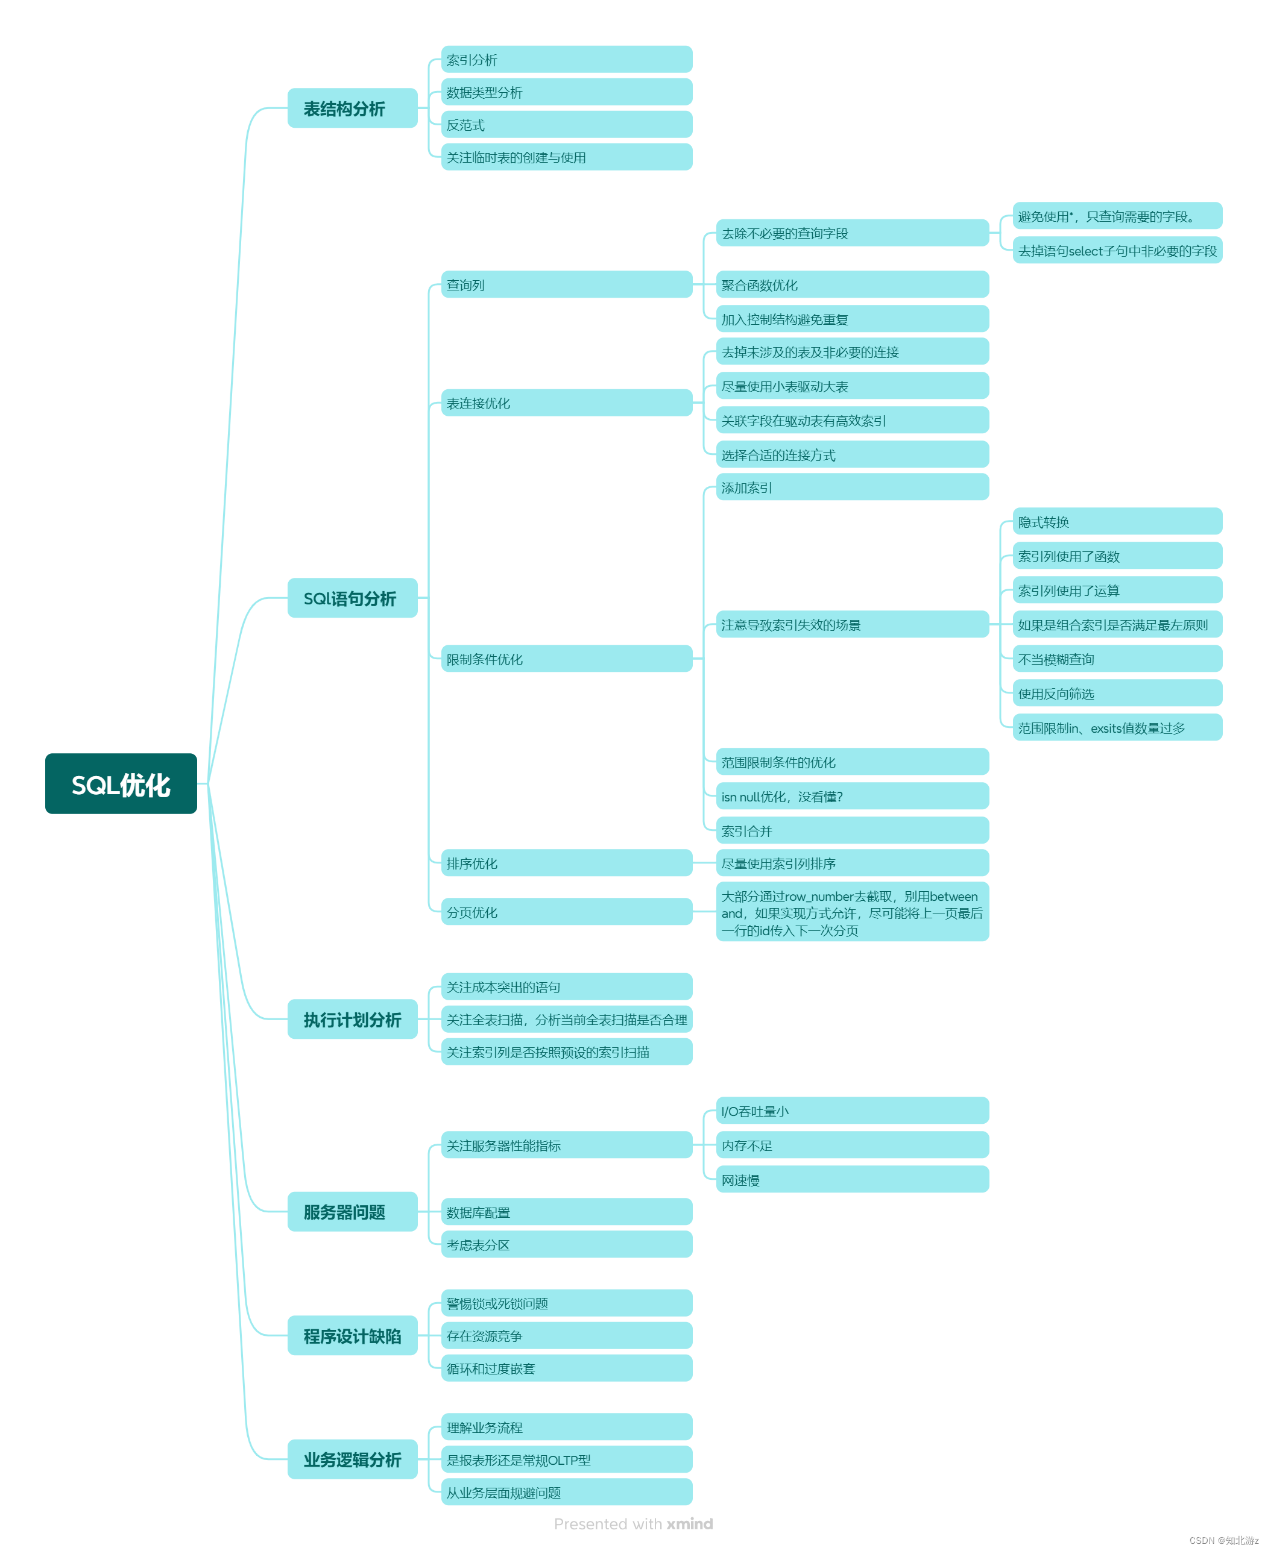 SQL优化
表结构分析
索引分析
数据类型分析
反范式
关注临时表的创建与使用
SQl语句分析
查询列
去除不必要的查询字段
避免使用*，只查询需要的字段。
去掉语句select子句中非必要的字段
聚合函数优化
加入控制结构避免重复
表连接优化
去掉未涉及的表及非必要的连接
尽量使用小表驱动大表
关联字段在驱动表有高效索引
选择合适的连接方式
限制条件优化
添加索引
注意导致索引失效的场景
隐式转换
索引列使用了函数
索引列使用了运算
如果是组合索引是否满足最左原则
不当模糊查询
使用反向筛选
范围限制in、exsits值数量过多
范围限制条件的优化
isn null优化，没看懂？
索引合并
排序优化
尽量使用索引列排序
分页优化
大部分通过row_number去截取，别用between
and，如果实现方式允许，尽可能将上一页最后
一行的id传入下一次分页
执行计划分析
关注成本突出的语句
关注全表扫描，分析当前全表扫描是否合理
关注索引列是否按照预设的索引扫描
服务器问题
关注服务器性能指标
I/O吞吐量小
内存不足
网速慢
数据库配置
考虑表分区
程序设计缺陷
警惕锁或死锁问题
存在资源竞争
循环和过度嵌套
业务逻辑分析
理解业务流程
是报表形还是常规OLTP型
从业务层面规避问题
Presented with xmind
CSDN @知北游z